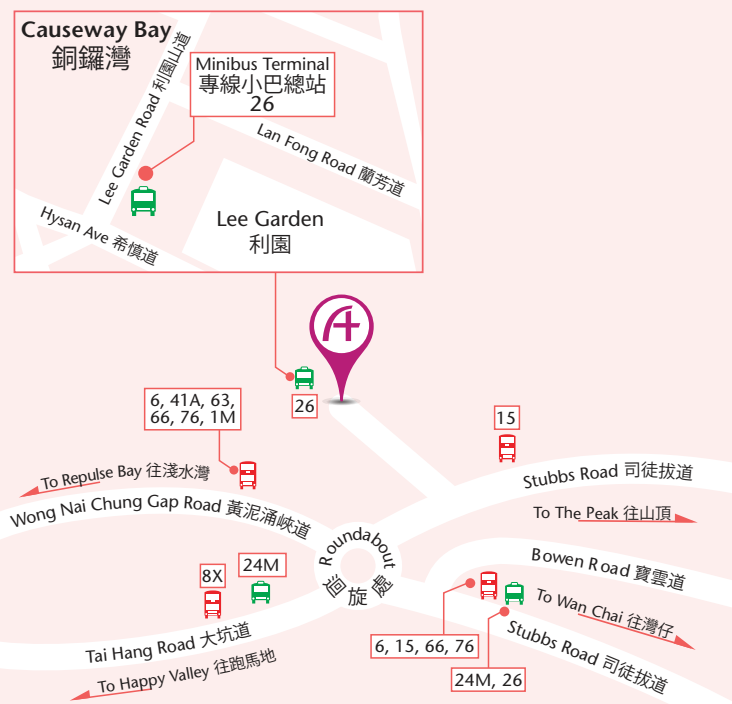 Causeway Bay
銅鑼灣
Minibus Terminal
專線小巴總站
26
Lee Garden Road 利園山道
Lan Fong Road 蘭芳道
Hysan Ave 希慎道
Lee Garden
利園
26
6, 41A, 63,
66, 76, 1M
15
To Repulse Bay 往淺水灣
Wong Nai Chung Gap Road 黃泥涌峽道
Stubbs Road 司徒拔道
To The Peak 往山頂
Roundabout
迴旋處
Bowen Road 寶雲道
8X
24M
To Wan Chai 往灣仔
6, 15, 66, 76
Stubbs Road 司徒拔道
24M, 26
Tai Hang Road 大坑道
To Happy Valley 往跑馬地